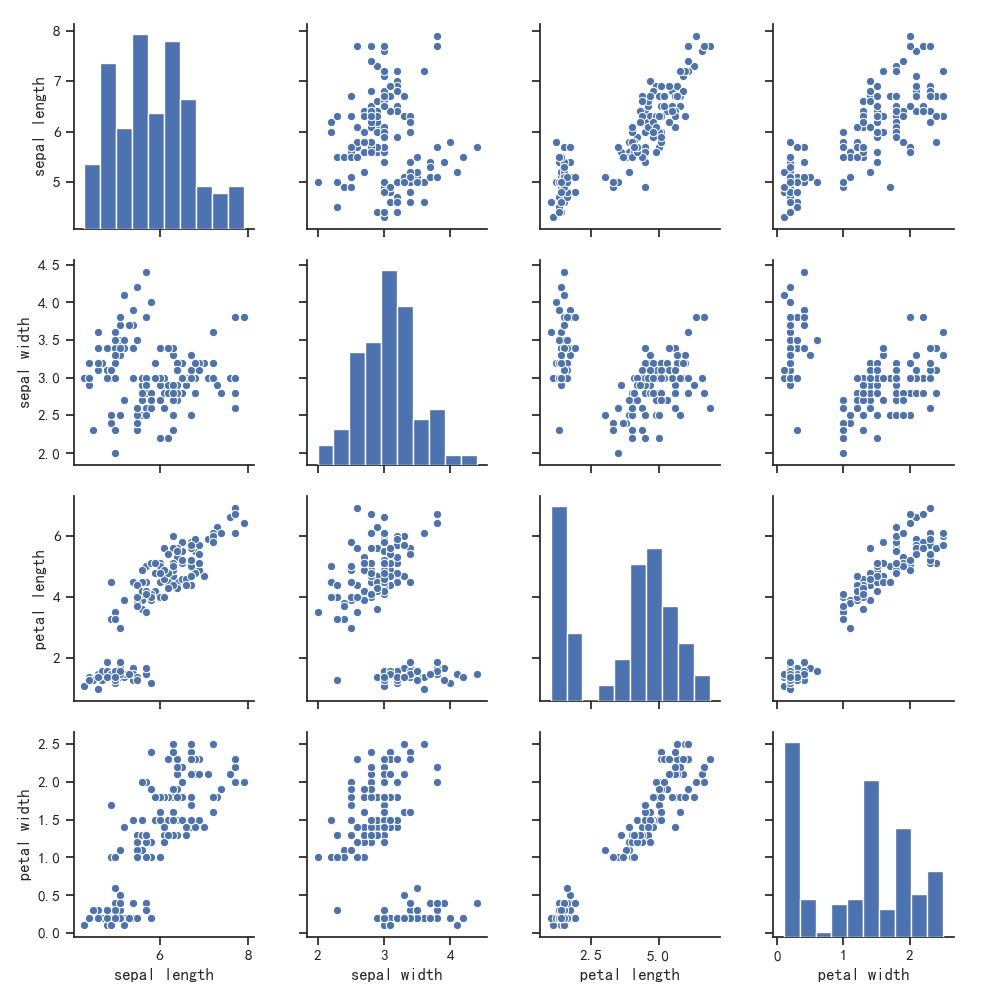 8
7
6
5
sepal length
4.5
4.0
3.5
3.0
2.5
2.0
sepal width
6
4
2
petal length
2.5
2.0
1.5
1.0
0.5
0.0
petal width
6 8
2 3 4
2.5 5.0
0 1 2
sepal length
sepal width
petal length
petal width